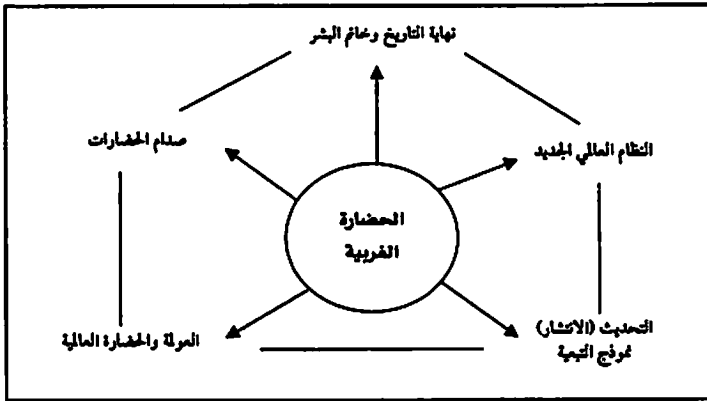 نهاية التاريخ وخاتم البشر
النظام العالمي الجديد
صدام الحضارات
الحضارة
الغربية
التحديث (الانتشار)
نموذج التبعية
العولمة والحضارة العالمية